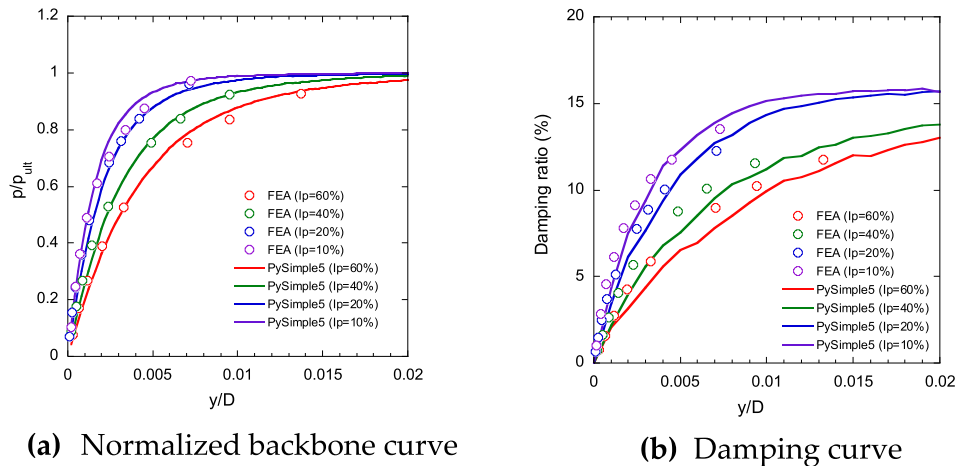 1.2
1
0.8
0.6
0.4
0.2
0
p/pult
FEA (Ip=60%)
FEA (Ip=40%)
FEA (Ip=20%)
FEA (Ip=10%)
PySimple5 (Ip=60%)
PySimple5 (Ip=40%)
PySimple5 (Ip=20%)
PySimple5 (Ip=10%)
0 0.005 0.01 0.015 0.02
y/D
(a) Normalized backbone curve
20
15
10
5
0
Damping ratio (%)
FEA (Ip=60%)
FEA (Ip=40%)
FEA (Ip=20%)
FEA (Ip=10%)
PySimple5 (Ip=60%)
PySimple5 (Ip=40%)
PySimple5 (Ip=20%)
PySimple5 (Ip=10%)
0 0.005 0.01 0.015 0.02
y/D
(b) Damping curve